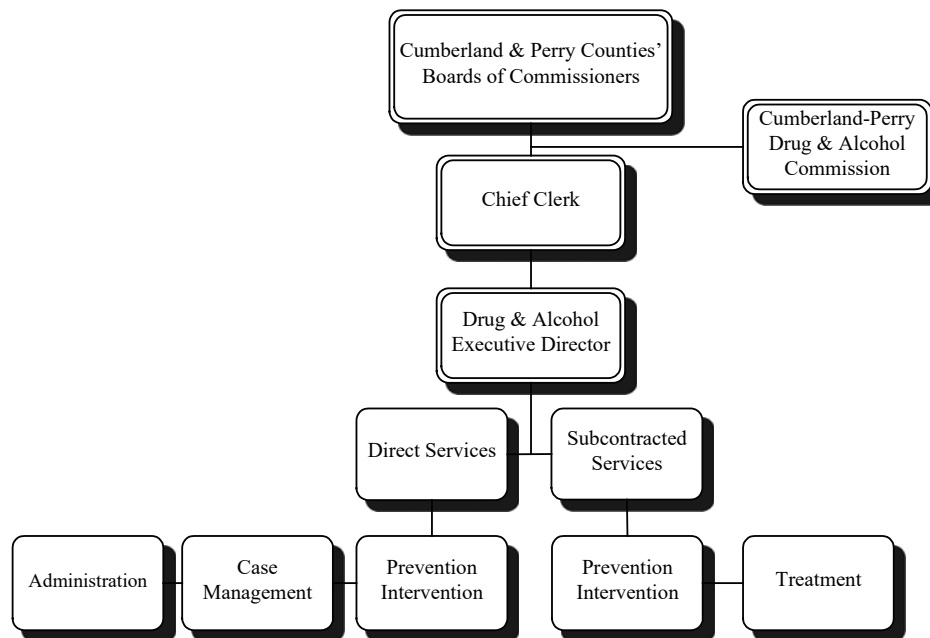 Cumberland & Perry Counties’
Boards of Commissioners
Cumberland-Perry
Drug & Alcohol
Commission
Chief Clerk
Drug & Alcohol
Executive Director
Direct Services
Subcontracted
Services
Administration
Case
Management
Prevention
Intervention
Prevention
Intervention
Treatment